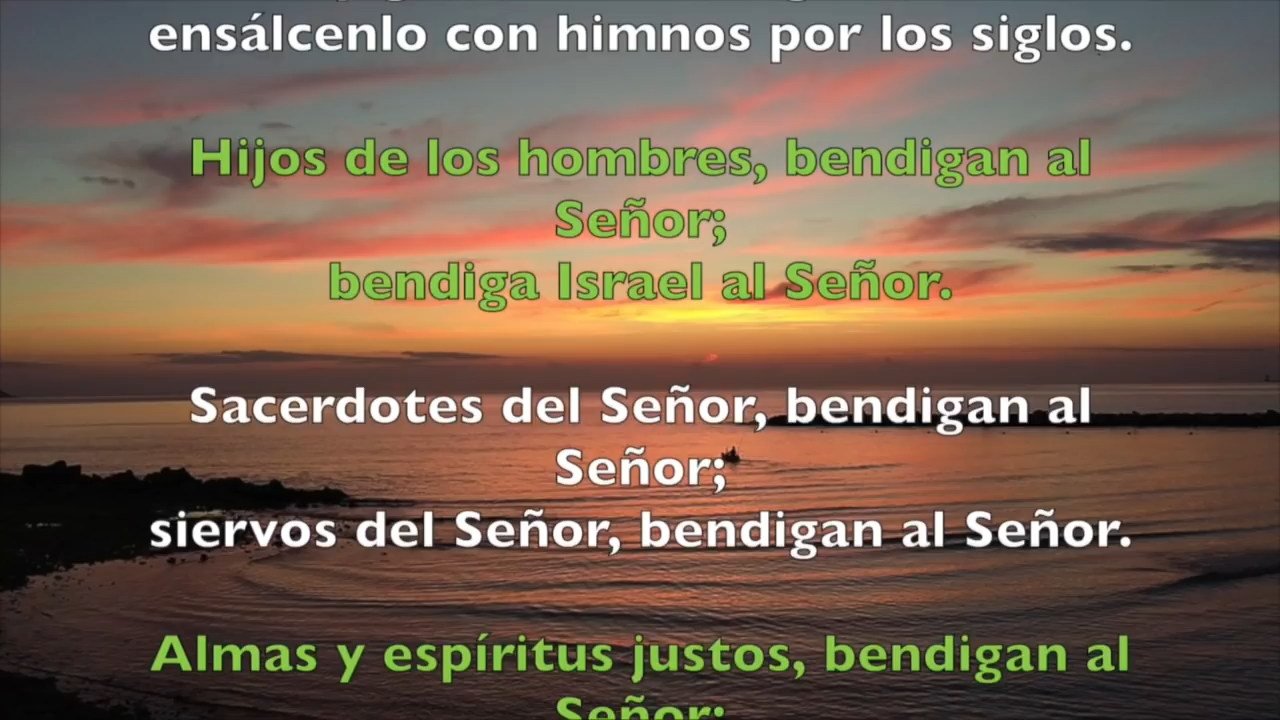 ensálcenlo con himnos por los siglos.
Hijos de los hombres, bendigan al
Señor;
bendiga Israel al Señor.
Sacerdotes del Señor, bendigan al
Señor;
siervos del Señor, bendigan al Señor.
Almas y espíritus justos, bendigan al
Señor;